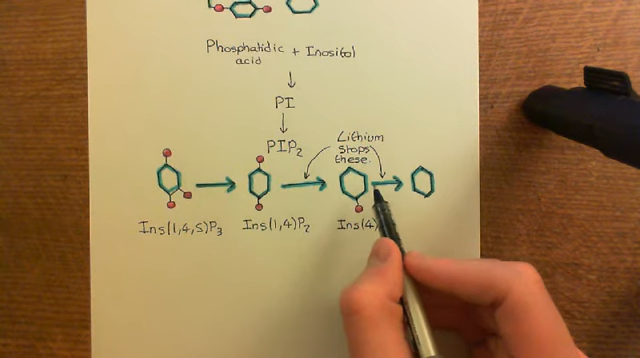 Phosphatidic + Inositol
acid
PI
PIP2
Lithium
stops
these.
Ins(1,4,5)P3
Ins(1,4)P2
Ins(4)